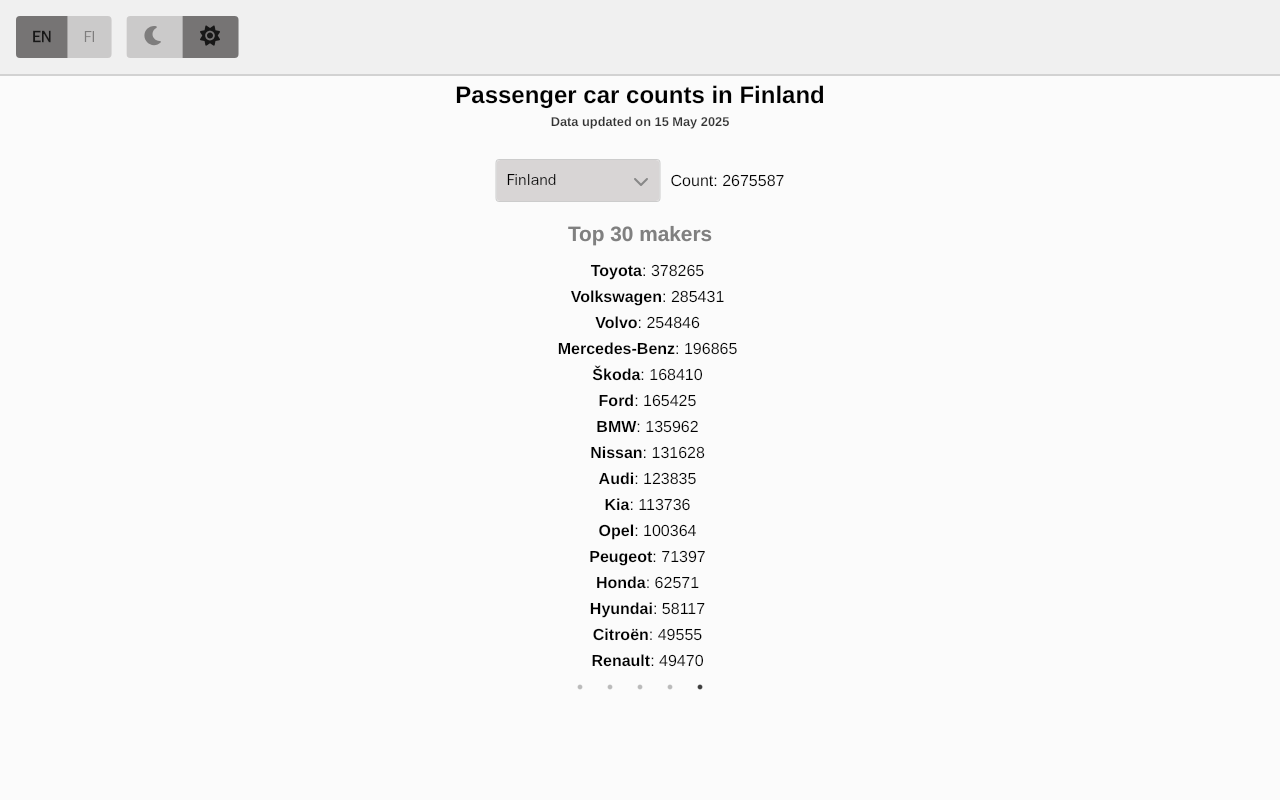 EN FI
Passenger car counts in Finland
Data updated on 15 May 2025
Finland Count: 2675587
Top 30 makers
Toyota: 378265
Volkswagen: 285431
Volvo: 254846
Mercedes-Benz: 196865
Škoda: 168410
Ford: 165425
BMW: 135962
Nissan: 131628
Audi: 123835
Kia: 113736
Opel: 100364
Peugeot: 71397
Honda: 62571
Hyundai: 58117
Citroën: 49555
Renault: 49470